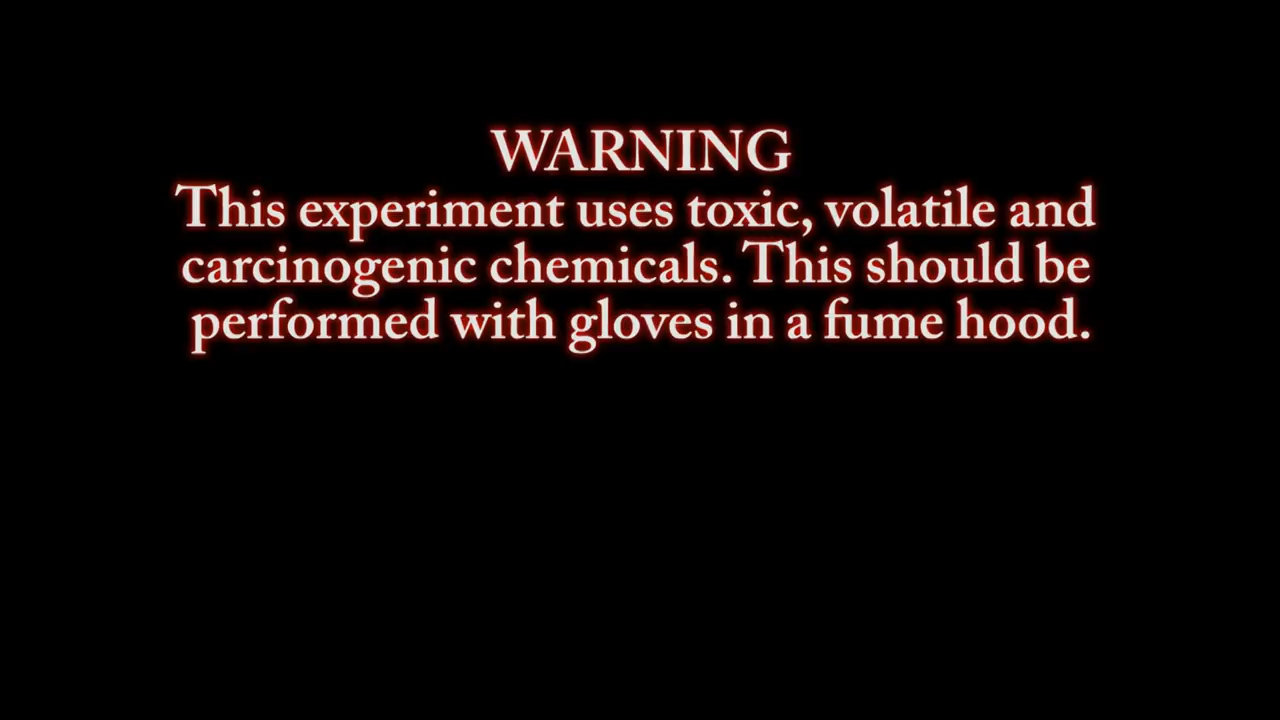 WARNING
This experiment uses toxic, volatile and
carcinogenic chemicals. This should be
performed with gloves in a fume hood.